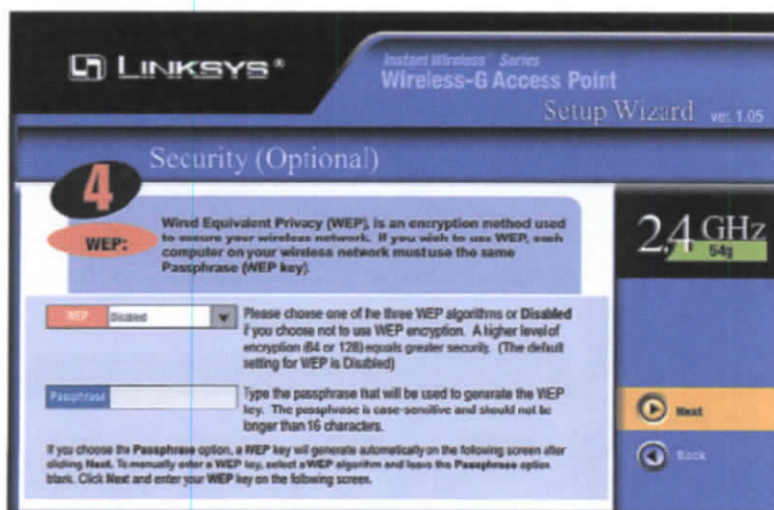 LINKSYS®
Instant Wireless™ Series
Wireless-G Access Point
Setup Wizard ver. 1.05
Security (Optional)
4
WEP:
Wired Equivalent Privacy (WEP), is an encryption method used
to secure your wireless network. If you wish to use WEP, each
computer on your wireless network must use the same
Passphrase (WEP key).
2,4 GHz
54g
WEP Disabled
Please choose one of the three WEP algorithms or Disabled
if you choose not to use WEP encryption. A higher level of
encryption (64 or 128) equals greater security. (The default
setting for WEP is Disabled)
Passphrase
Type the passphrase that will be used to generate the WEP
key. The passphrase is case-sensitive and should not be
longer than 16 characters.
If you choose the Passphrase option, a WEP key will generate automatically on the following screen after
clicking Next. To manually enter a WEP key, select a WEP algorithm and leave the Passphrase option
blank. Click Next and enter your WEP key on the following screen.
Next
Back